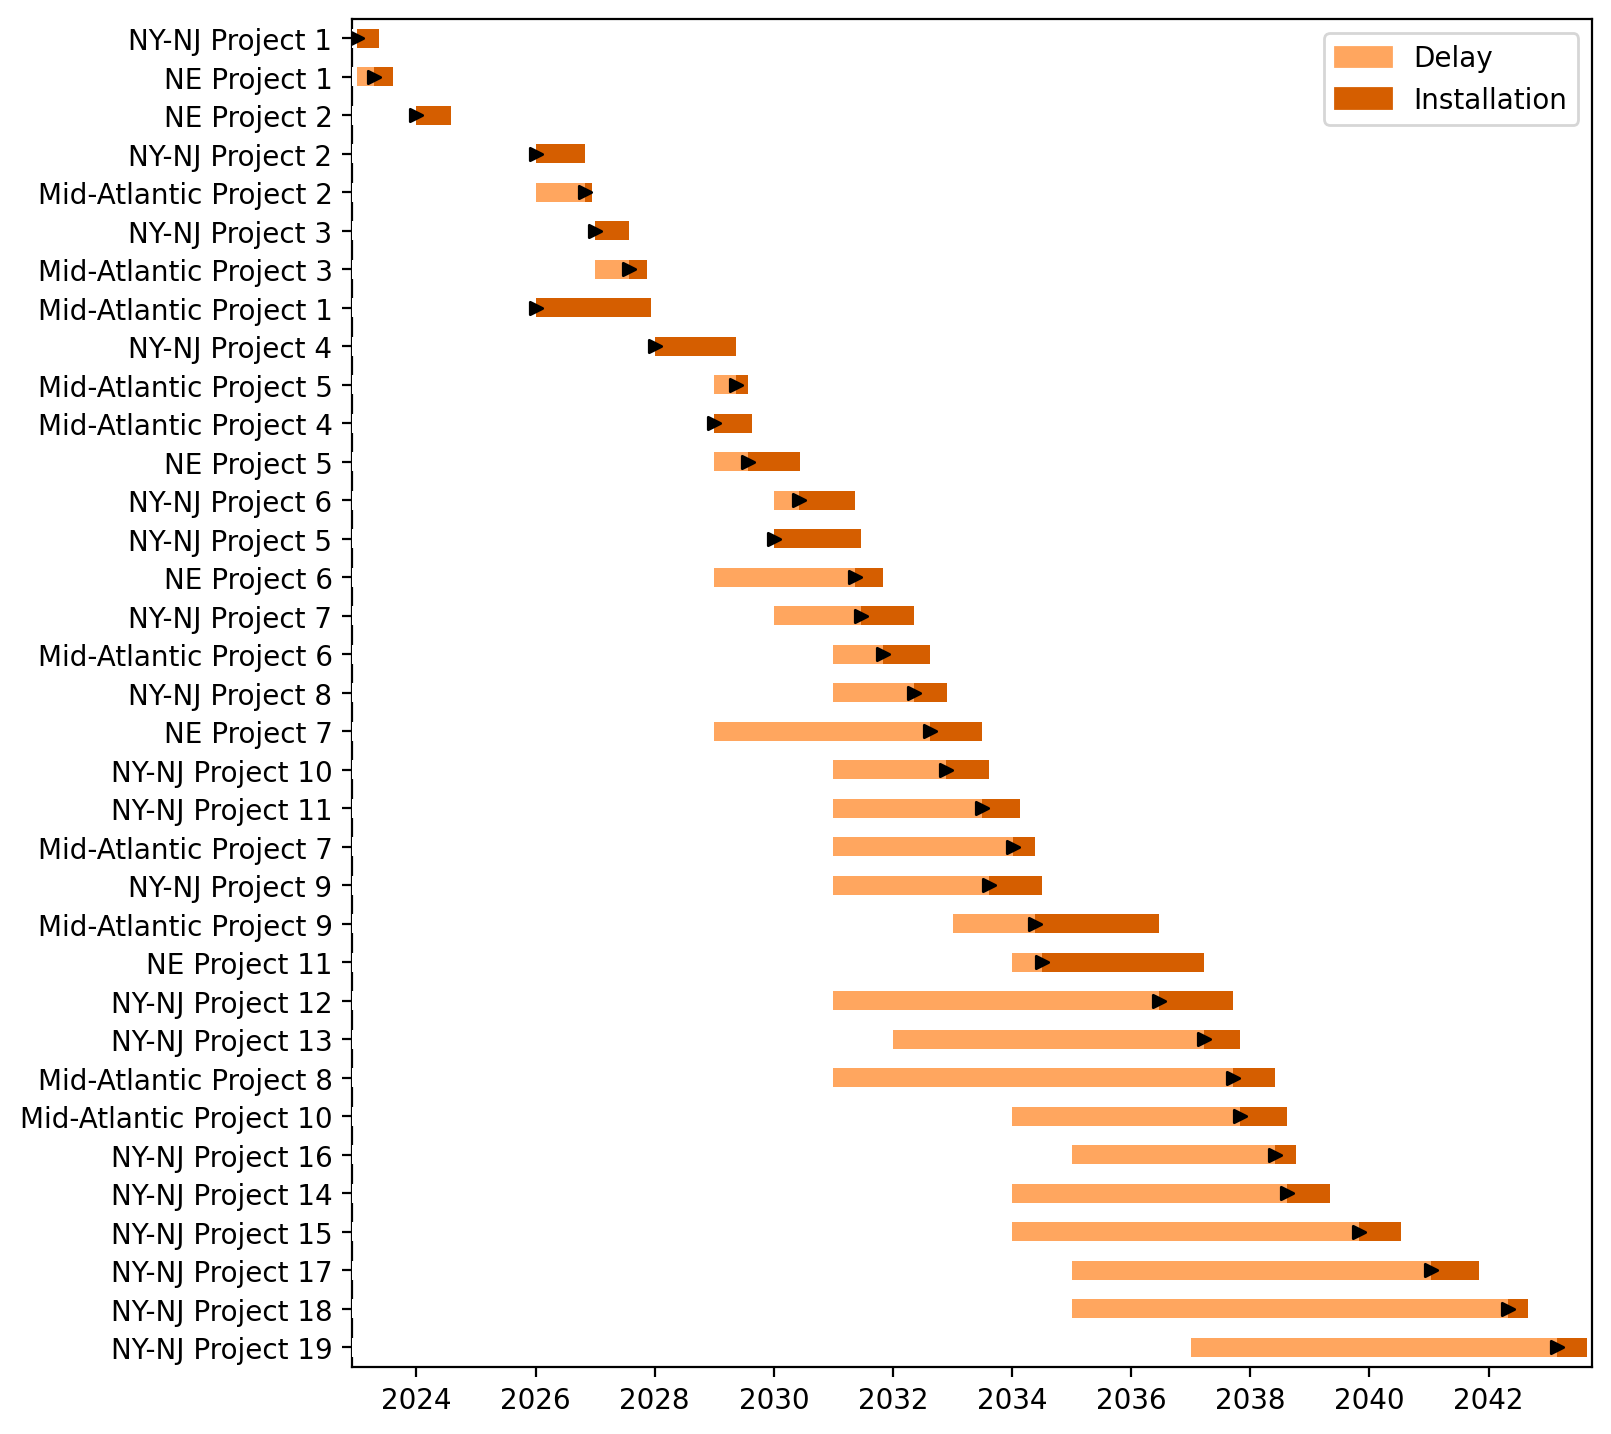 NY-NJ Project 1
NE Project 1
NE Project 2
NY-NJ Project 2
Mid-Atlantic Project 2
NY-NJ Project 3
Mid-Atlantic Project 3
Mid-Atlantic Project 1
NY-NJ Project 4
Mid-Atlantic Project 5
Mid-Atlantic Project 4
NE Project 5
NY-NJ Project 6
NY-NJ Project 5
NE Project 6
NY-NJ Project 7
Mid-Atlantic Project 6
NY-NJ Project 8
NE Project 7
NY-NJ Project 10
NY-NJ Project 11
Mid-Atlantic Project 7
NY-NJ Project 9
Mid-Atlantic Project 9
NE Project 11
NY-NJ Project 12
NY-NJ Project 13
Mid-Atlantic Project 8
Mid-Atlantic Project 10
NY-NJ Project 16
NY-NJ Project 14
NY-NJ Project 15
NY-NJ Project 17
NY-NJ Project 18
NY-NJ Project 19
Delay
Installation
2024 2026 2028 2030 2032 2034 2036 2038 2040 2042